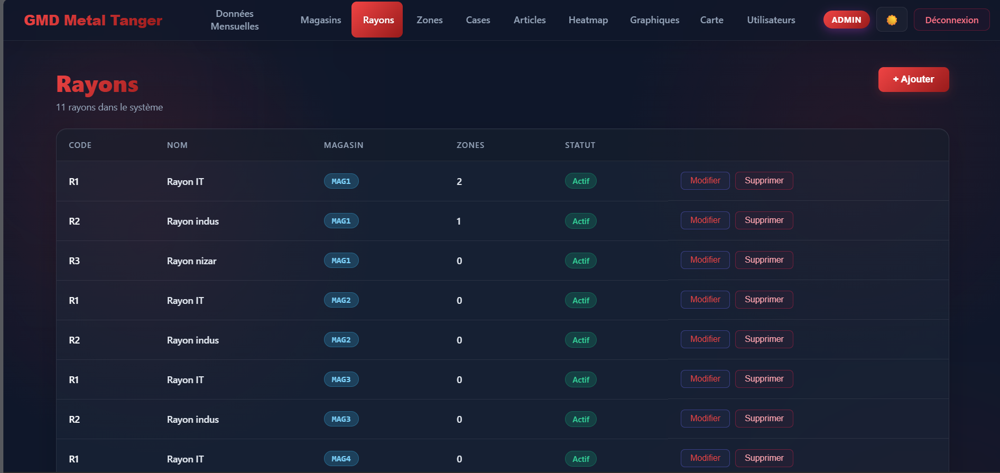 GMD Metal Tanger
Données
Mensuelles
Magasins
Rayons
Zones
Cases
Articles
Heatmap
Graphiques
Carte
Utilisateurs
ADMIN
Déconnexion
Rayons
11 rayons dans le système
+ Ajouter
CODE NOM MAGASIN ZONES STATUT
R1 Rayon IT MAG1 2 Actif Modifier Supprimer
R2 Rayon indus MAG1 1 Actif Modifier Supprimer
R3 Rayon nizar MAG1 0 Actif Modifier Supprimer
R1 Rayon IT MAG2 0 Actif Modifier Supprimer
R2 Rayon indus MAG2 0 Actif Modifier Supprimer
R1 Rayon IT MAG3 0 Actif Modifier Supprimer
R2 Rayon indus MAG3 0 Actif Modifier Supprimer
R1 Rayon IT MAG4 0 Actif Modifier Supprimer